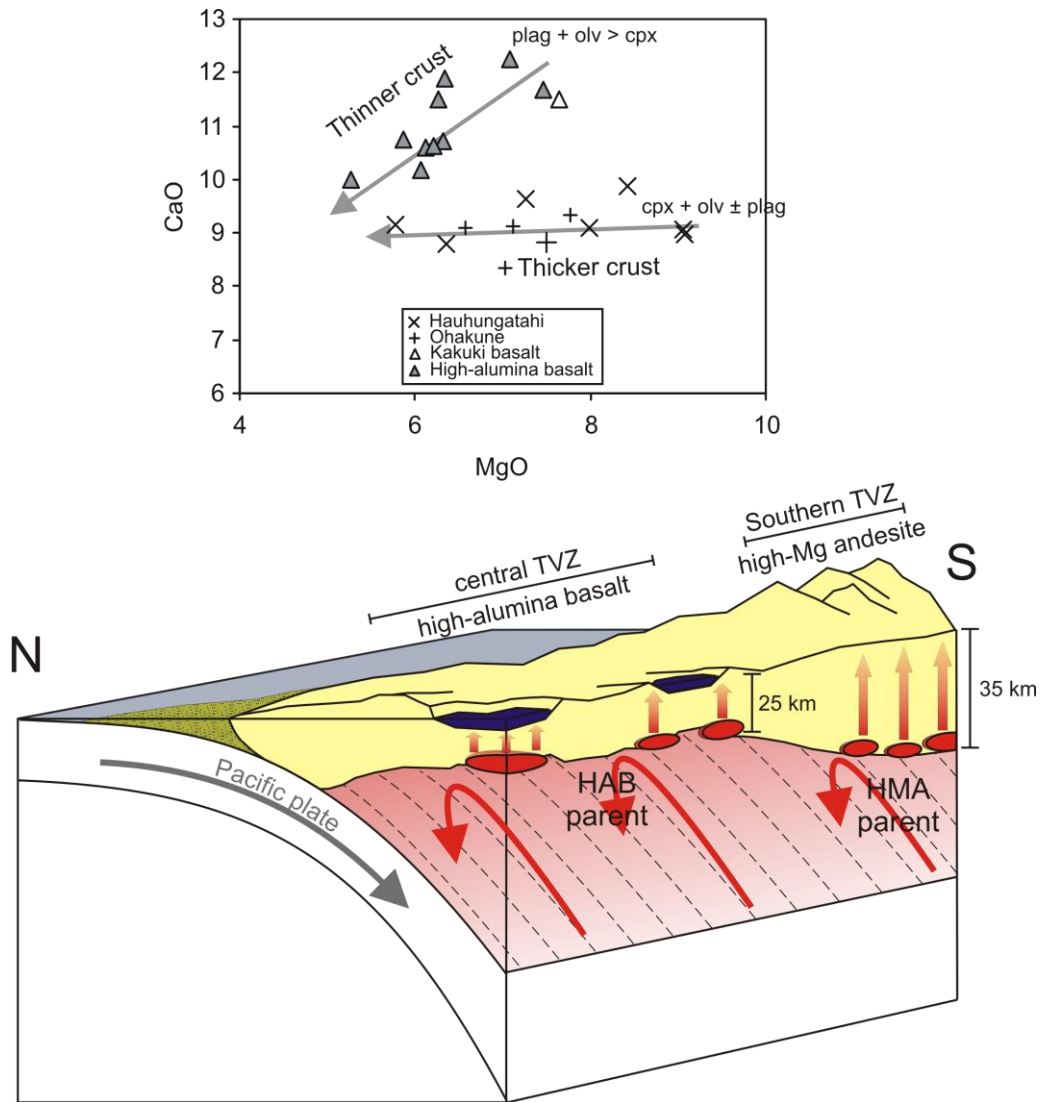 13
12
11
10
9
8
7
6
CaO
4
6
8
10
MgO
plag + olv > cpx
Thinner crust
cpx + olv ± plag
Thicker crust
Hauhungatahi
Ohakune
Kakuki basalt
High-alumina basalt
Southern TVZ
high-Mg andesite
S
central TVZ
high-alumina basalt
N
35 km
25 km
Pacific plate
HAB
parent
HMA
parent